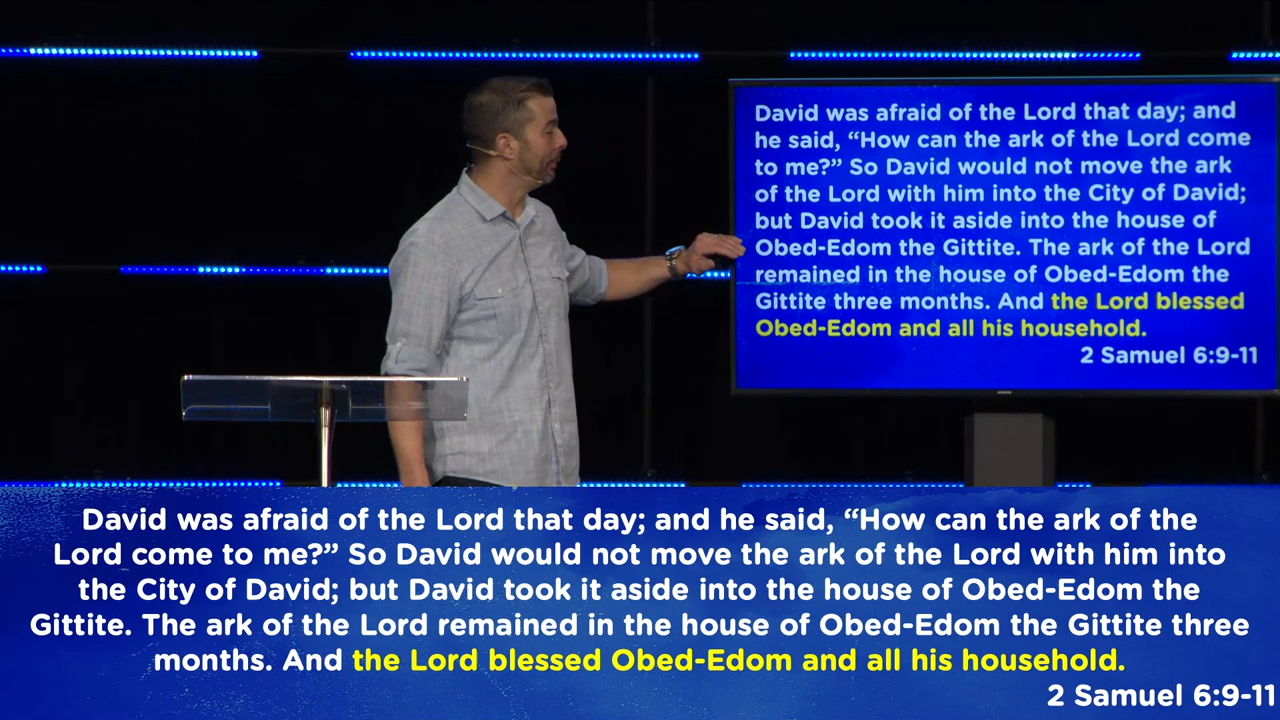 David was afraid of the Lord that day; and
he said, “How can the ark of the Lord come
to me?” So David would not move the ark
of the Lord with him into the City of David;
but David took it aside into the house of
Obed-Edom the Gittite. The ark of the Lord
remained in the house of Obed-Edom the
Gittite three months. And the Lord blessed
Obed-Edom and all his household.
2 Samuel 6:9-11
David was afraid of the Lord that day; and he said, “How can the ark of the
Lord come to me?” So David would not move the ark of the Lord with him into
the City of David; but David took it aside into the house of Obed-Edom the
Gittite. The ark of the Lord remained in the house of Obed-Edom the Gittite three
months. And the Lord blessed Obed-Edom and all his household.
2 Samuel 6:9-11